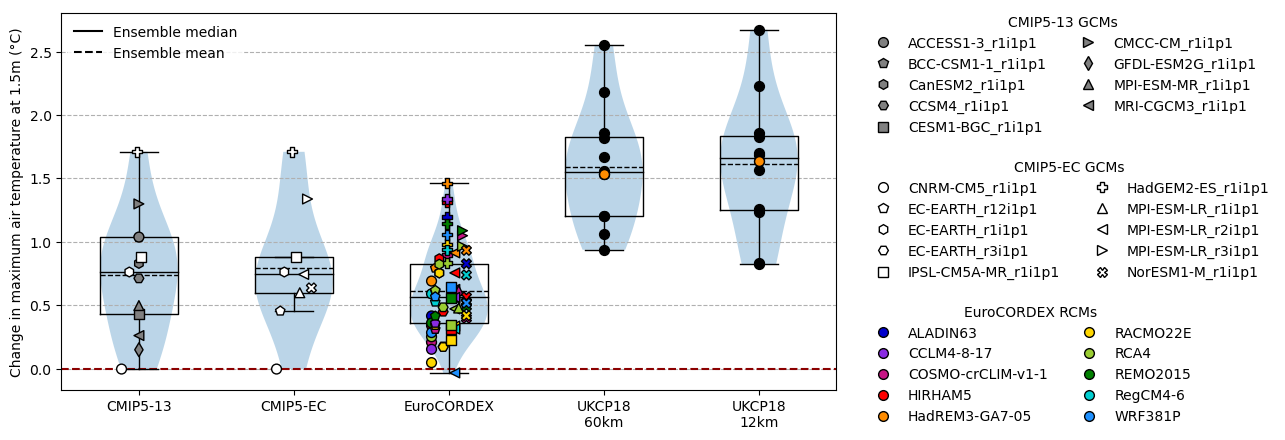 Change in maximum air temperature at 1.5m (°C)
2.5
2.0
1.5
1.0
0.5
0.0
Ensemble median
Ensemble mean
CMIP5-13
CMIP5-EC
EuroCORDEX
UKCP18
60km
UKCP18
12km
CMIP5-13 GCMs
ACCESS1-3_r1i1p1
BCC-CSM1-1_r1i1p1
CanESM2_r1i1p1
CCSM4_r1i1p1
CESM1-BGC_r1i1p1
CMCC-CM_r1i1p1
GFDL-ESM2G_r1i1p1
MPI-ESM-MR_r1i1p1
MRI-CGCM3_r1i1p1
CMIP5-EC GCMs
CNRM-CM5_r1i1p1
EC-EARTH_r12i1p1
EC-EARTH_r1i1p1
EC-EARTH_r3i1p1
IPSL-CM5A-MR_r1i1p1
HadGEM2-ES_r1i1p1
MPI-ESM-LR_r1i1p1
MPI-ESM-LR_r2i1p1
MPI-ESM-LR_r3i1p1
NorESM1-M_r1i1p1
EuroCORDEX RCMs
ALADIN63
CCLM4-8-17
COSMO-crCLIM-v1-1
HIRHAM5
HadREM3-GA7-05
RACMO22E
RCA4
REMO2015
RegCM4-6
WRF381P